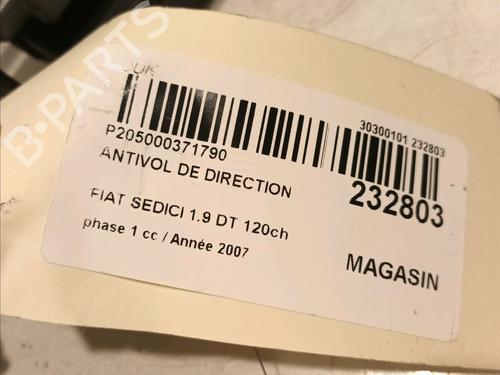 B-PARTS
P205000371790
30300101 232803
ANTIVOL DE DIRECTION
232803
FIAT SEDICI 1.9 DT 120ch
phase 1 cc / Année 2007
MAGASIN